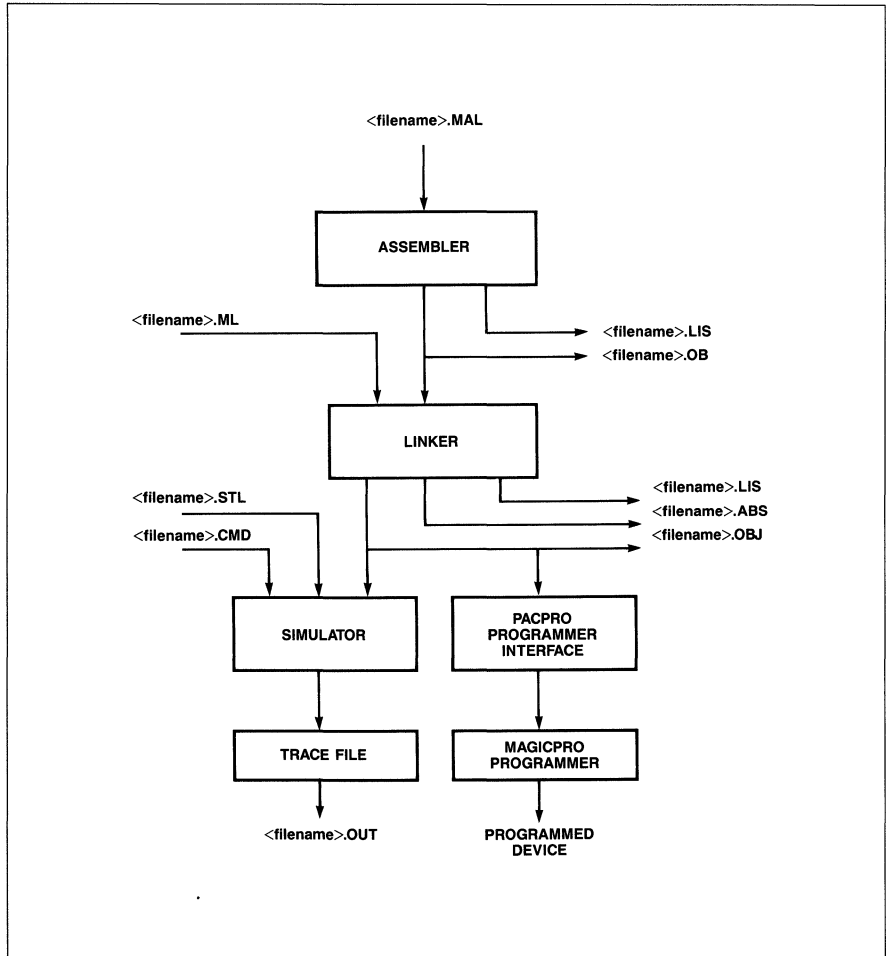 <filename>.MAL
ASSEMBLER
<filename>.ML
<filename>.LIS
<filename>.OB
LINKER
<filename>.STL
<filename>.CMD
<filename>.LIS
<filename>.ABS
<filename>.OBJ
SIMULATOR
PACPRO
PROGRAMMER
INTERFACE
TRACE FILE
MAGICPRO
PROGRAMMER
<filename>.OUT
PROGRAMMED
DEVICE